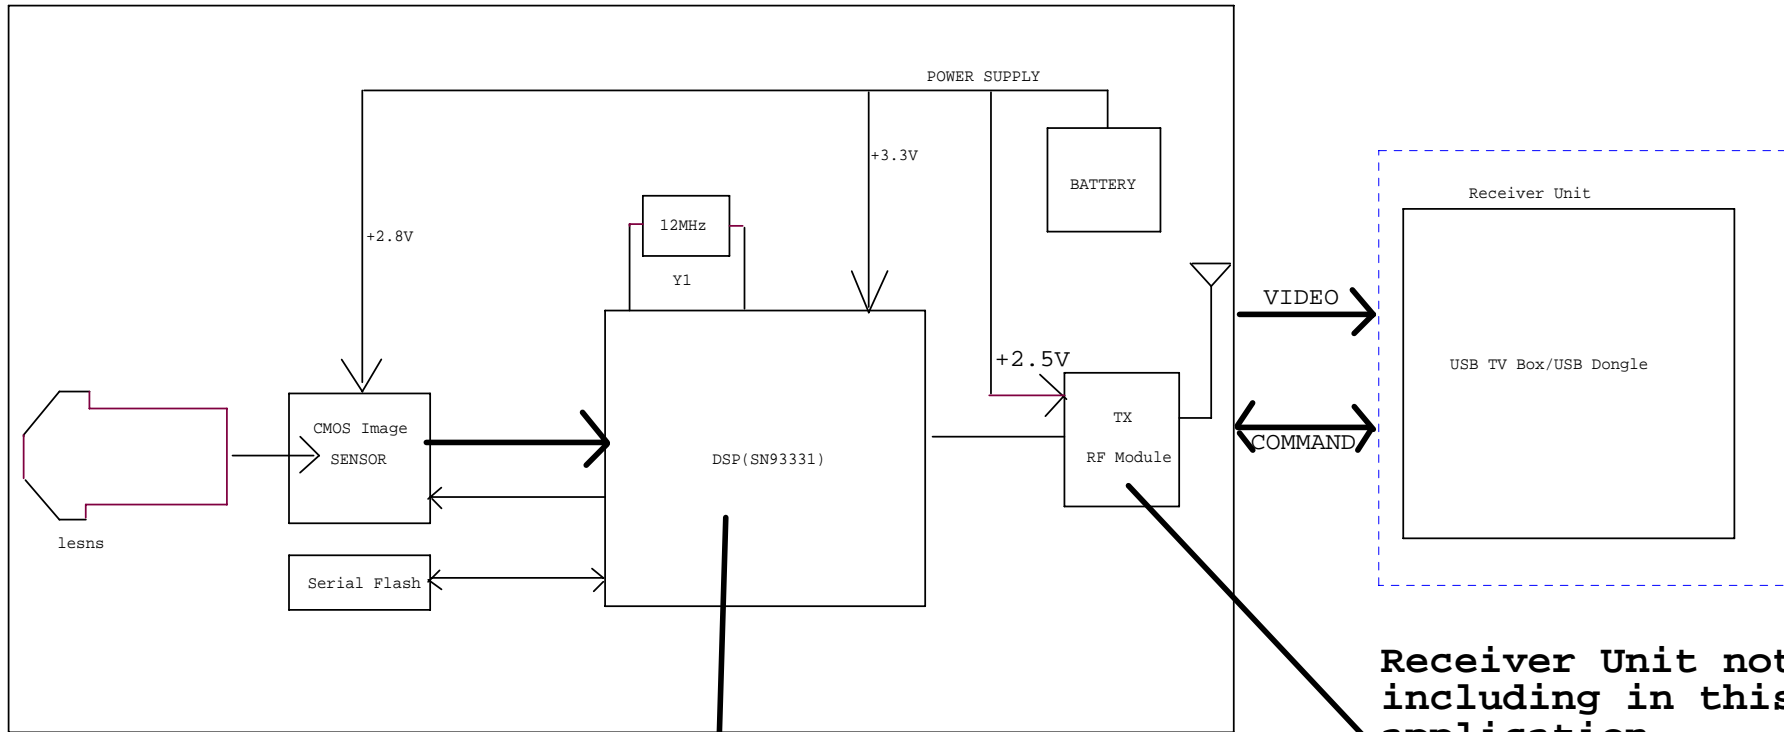 POWER SUPPLY
+3.3V
BATTERY
Receiver Unit
12MHz
+2.8V
Y1
VIDEO
+2.5V
USB TV Box/USB Dongle
TX
CMOS Image
SENSOR
COMMAND
DSP(SN93331)
RF Module
lesns
Serial Flash
Receiver Unit not
including in this
application